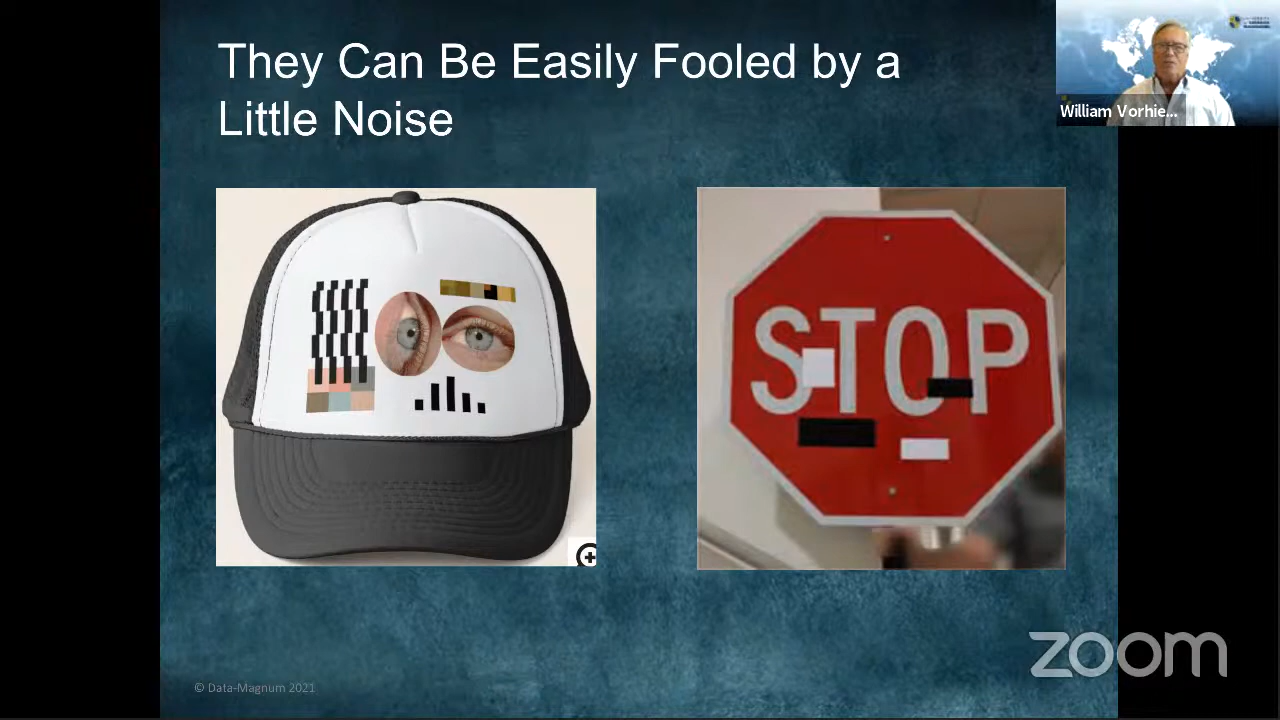 They Can Be Easily Fooled by a
Little Noise
William Vorhie...
STOP
© Data-Magnum 2021
zoom